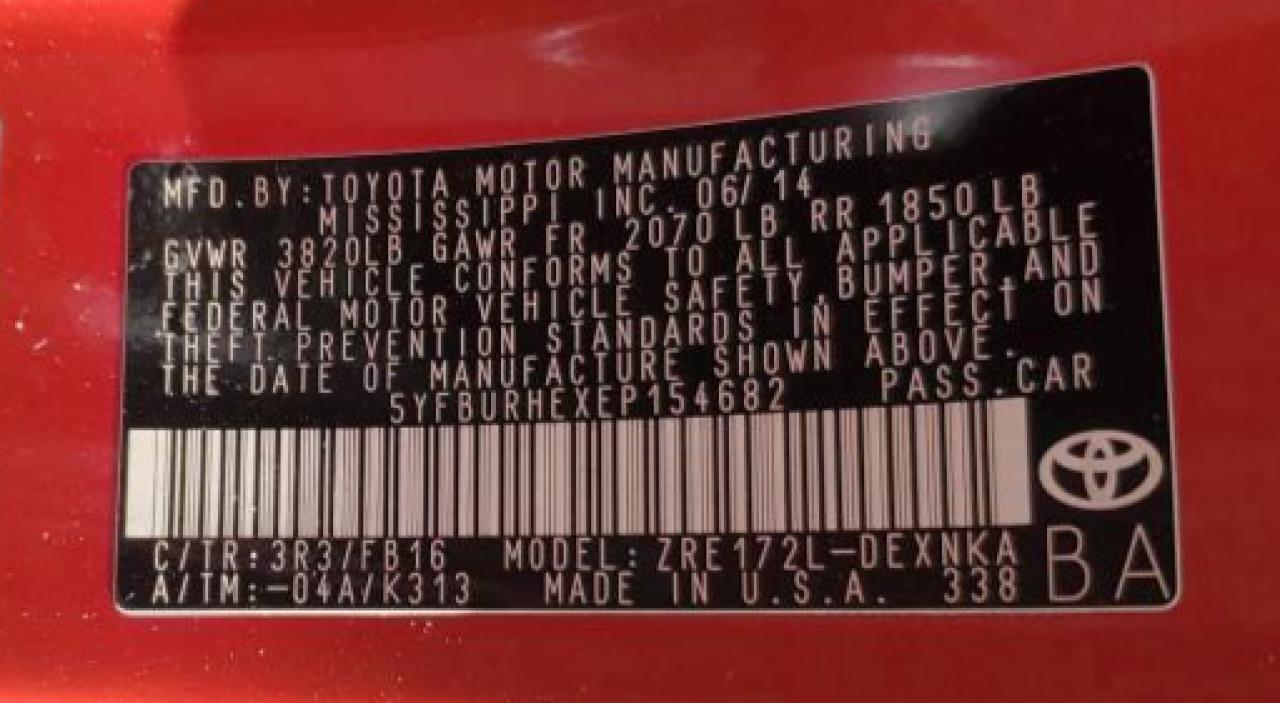 MFD.BY:TOYOTA MOTOR MANUFACTURING
MISSISSIPPI INC. 06/14
GVWR 3820LB GAWR FR 2070LB RR 1850LB
THIS VEHICLE CONFORMS TO ALL APPLICABLE
FEDERAL MOTOR VEHICLE SAFETY,BUMPER,AND
THEFT PREVENTION STANDARDS IN EFFECT ON
THE DATE OF MANUFACTURE SHOWN ABOVE.
5YFBURHEXEP154682 PASS.CAR
C/TR:3R3/FB16 MODEL:ZRE172L-DEXNKA
A/TM:-04A/K313 MADE IN U.S.A. 338 BA